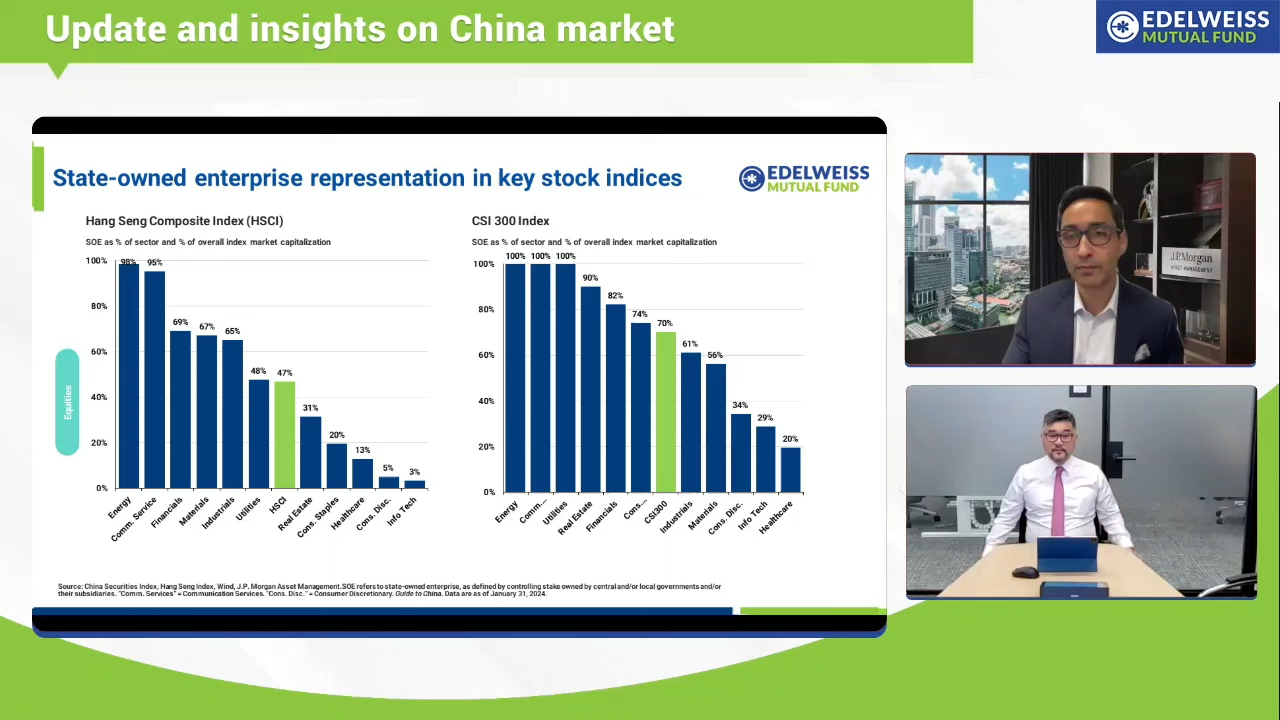 Update and insights on China market
EDELWEISS
MUTUAL FUND
State-owned enterprise representation in key stock indices
EDELWEISS
MUTUAL FUND
Equities
Hang Seng Composite Index (HSCI)
SOE as % of sector and % of overall index market capitalization
100%
80%
60%
40%
20%
0%
98%
95%
69%
67%
65%
48%
47%
31%
20%
13%
5%
3%
Energy
Comm. Service
Financials
Materials
Industrials
Utilities
HSCI
Real Estate
Cons. Staples
Healthcare
Cons. Disc.
Info Tech
CSI 300 Index
SOE as % of sector and % of overall index market capitalization
100%
80%
60%
40%
20%
0%
100%
100%
100%
90%
82%
74%
70%
61%
56%
34%
29%
20%
Energy
Comm...
Utilities
Real Estate
Financials
Cons...
CSI300
Industrials
Materials
Cons. Disc.
Info Tech
Healthcare
Source: China Securities Index, Hang Seng Index, Wind, J.P. Morgan Asset Management. SOE refers to state-owned enterprise, as defined by controlling stake owned by central and/or local governments and/or
their subsidiaries. "Comm. Services" = Communication Services. "Cons. Disc." = Consumer Discretionary. Guide to China. Data are as of January 31, 2024.
J.P.Morgan
ASSET MANAGEMENT